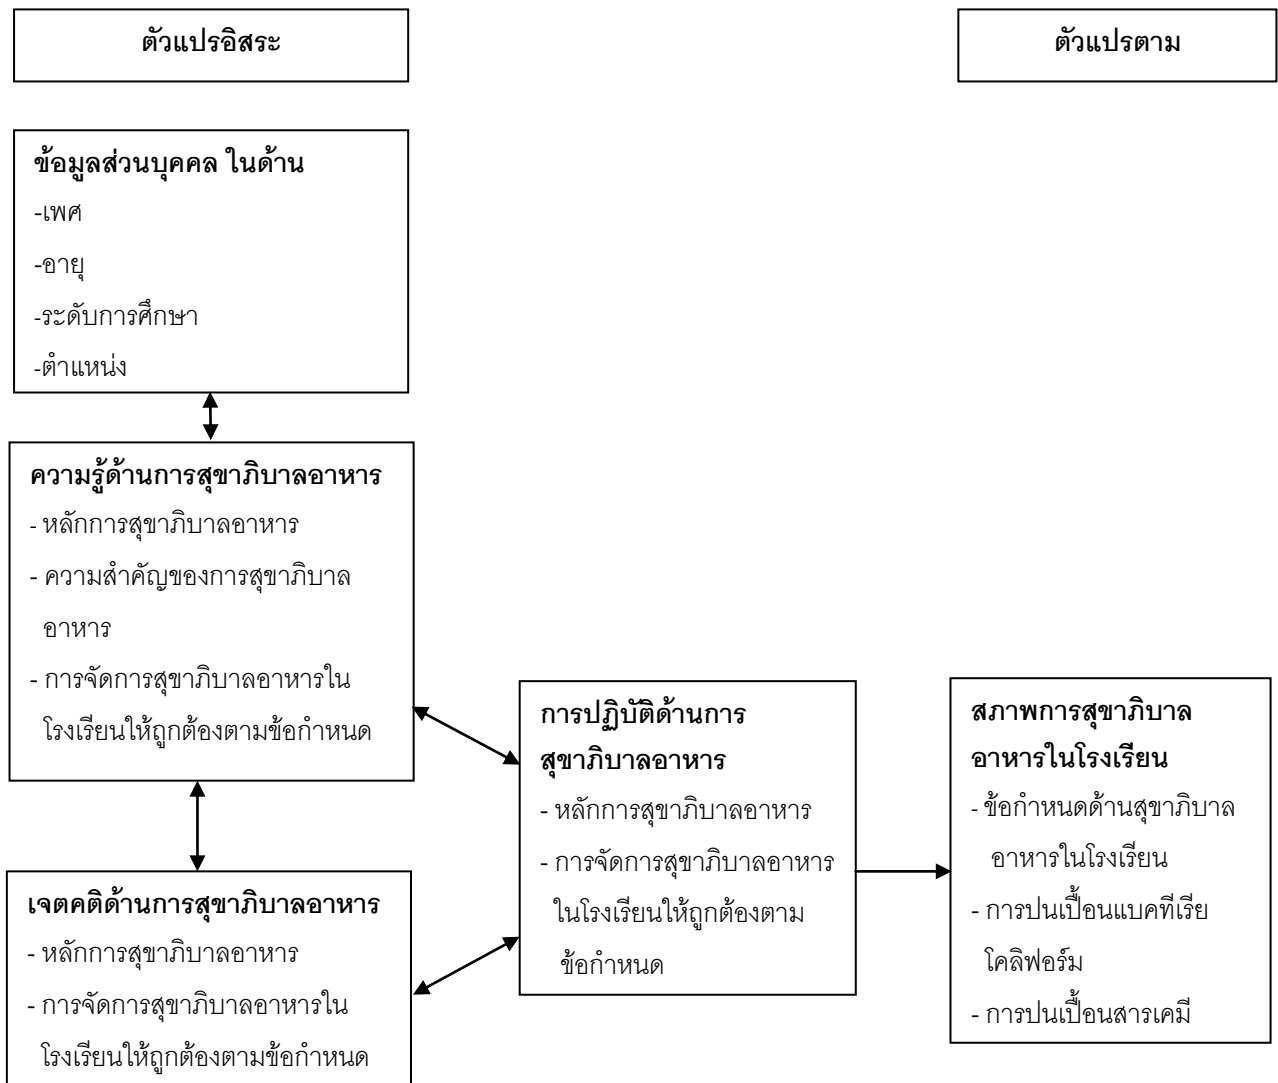 ตัวแปรอิสระ
ตัวแปรตาม
ข้อมูลส่วนบุคคล ในด้าน
-เพศ
-อายุ
-ระดับการศึกษา
-ตำแหน่ง
ความรู้ด้านการสุขาภิบาลอาหาร
- หลักการสุขาภิบาลอาหาร
- ความสำคัญของการสุขาภิบาล
อาหาร
- การจัดการสุขาภิบาลอาหารใน
โรงเรียนให้ถูกต้องตามข้อกำหนด
เจตคติด้านการสุขาภิบาลอาหาร
- หลักการสุขาภิบาลอาหาร
- การจัดการสุขาภิบาลอาหารใน
โรงเรียนให้ถูกต้องตามข้อกำหนด
การปฏิบัติด้านการ
สุขาภิบาลอาหาร
- หลักการสุขาภิบาลอาหาร
- การจัดการสุขาภิบาลอาหาร
ในโรงเรียนให้ถูกต้องตาม
ข้อกำหนด
สภาพการสุขาภิบาล
อาหารในโรงเรียน
- ข้อกำหนดด้านสุขาภิบาล
อาหารในโรงเรียน
- การปนเปื้อนแบคทีเรีย
โคลิฟอร์ม
- การปนเปื้อนสารเคมี